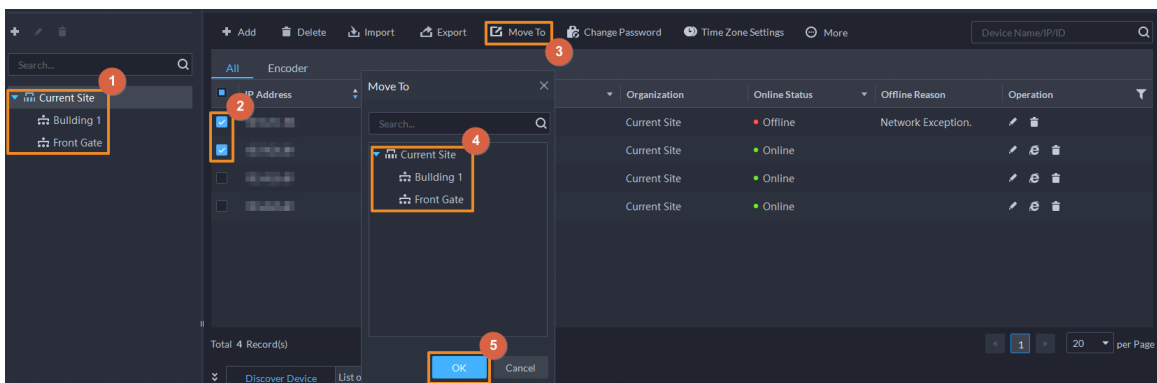 Add Delete Import Export Move To Change Password Time Zone Settings More Device Name/IP/ID
3
Search...
1
Current Site
Building 1
Front Gate
All Encoder
IP Address Organization Online Status Offline Reason Operation
2
Current Site Offline Network Exception.
Current Site Online
Current Site Online
Current Site Online
Move To
Search...
4
Current Site
Building 1
Front Gate
5
OK Cancel
Total 4 Record(s) 1 20 per Page
Discover Device List o